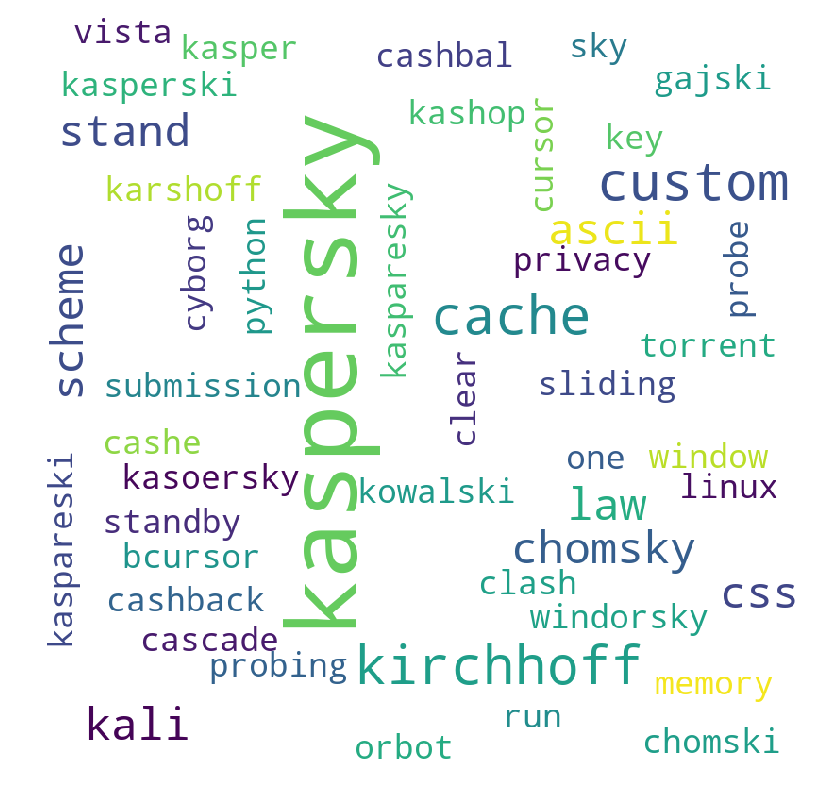 vista
kasper
cashbal
sky
kasperski
gajski
kashop
cursor
key
stand
custom
karshoff
kaspersky
kasparesky
ascii
privacy
probe
cyborg
python
scheme
cache
torrent
submission
clear
sliding
cashe
one
window
kasoersky
kowalski
linux
kaspareski
standby
law
bcursor
chomsky
clash
css
cashback
windorsky
cascade
probing
kirchhoff
memory
kali
run
orbot
chomski